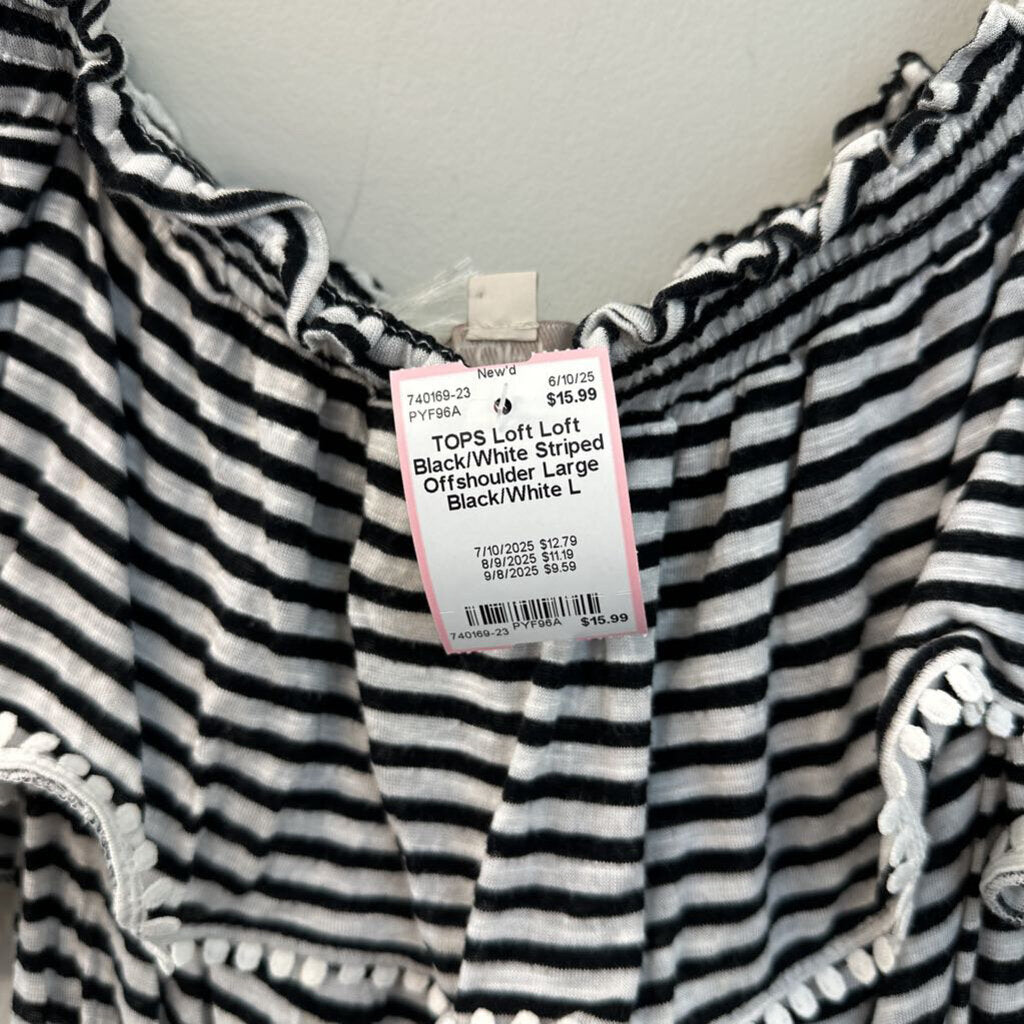 New'd
740169-23 6/10/25
PYF96A $15.99
TOPS Loft Loft
Black/White Striped
Offshoulder Large
Black/White L
7/10/2025 $12.79
8/9/2025 $11.19
9/8/2025 $9.59
740169-23 PYF96A $15.99